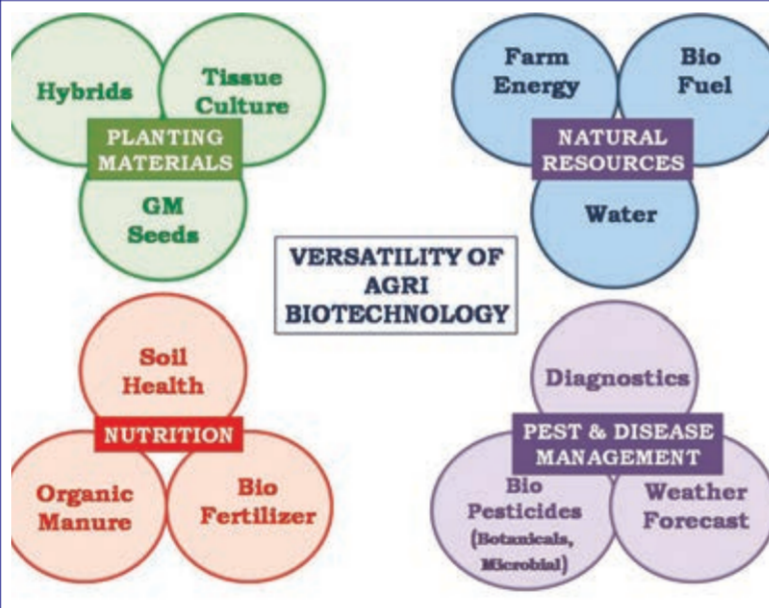 Hybrids
Tissue
Culture
PLANTING
MATERIALS
GM
Seeds
Farm
Energy
Bio
Fuel
NATURAL
RESOURCES
Water
VERSATILITY OF
AGRI
BIOTECHNOLOGY
Soil
Health
NUTRITION
Organic
Manure
Bio
Fertilizer
Diagnostics
PEST & DISEASE
MANAGEMENT
Bio
Pesticides
(Botanicals,
Microbial)
Weather
Forecast